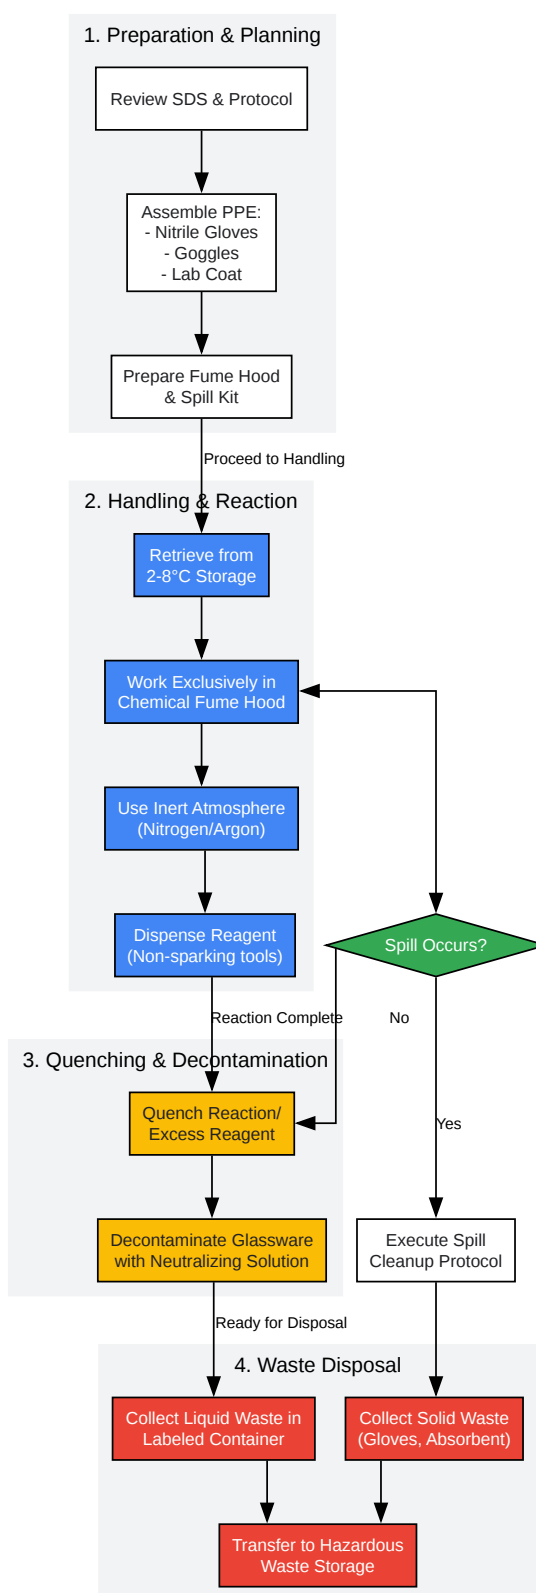 1. Preparation & Planning
Review SDS & Protocol
Assemble PPE:
- Nitrile Gloves
- Goggles
- Lab Coat
Prepare Fume Hood
& Spill Kit
Proceed to Handling
2. Handling & Reaction
Retrieve from
2-8°C Storage
Work Exclusively in
Chemical Fume Hood
Use Inert Atmosphere
(Nitrogen/Argon)
Dispense Reagent
(Non-sparking tools)
Spill Occurs?
Reaction Complete
No
3. Quenching & Decontamination
Quench Reaction/
Excess Reagent
Yes
Decontaminate Glassware
with Neutralizing Solution
Execute Spill
Cleanup Protocol
Ready for Disposal
4. Waste Disposal
Collect Liquid Waste in
Labeled Container
Collect Solid Waste
(Gloves, Absorbent)
Transfer to Hazardous
Waste Storage